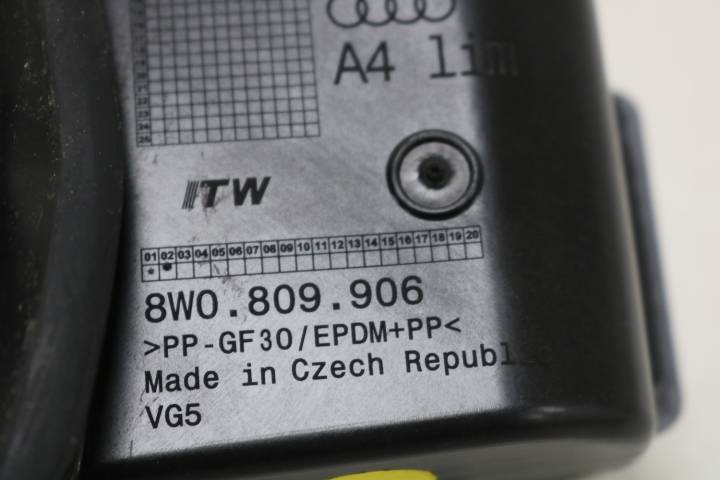 A4 lim
ITW
01 02 03 04 05 06 07 08 09 10 11 12 13 14 15 16 17 18 19 20
8W0.809.906
>PP-GF30/EPDM+PP<
Made in Czech Republic
VG5